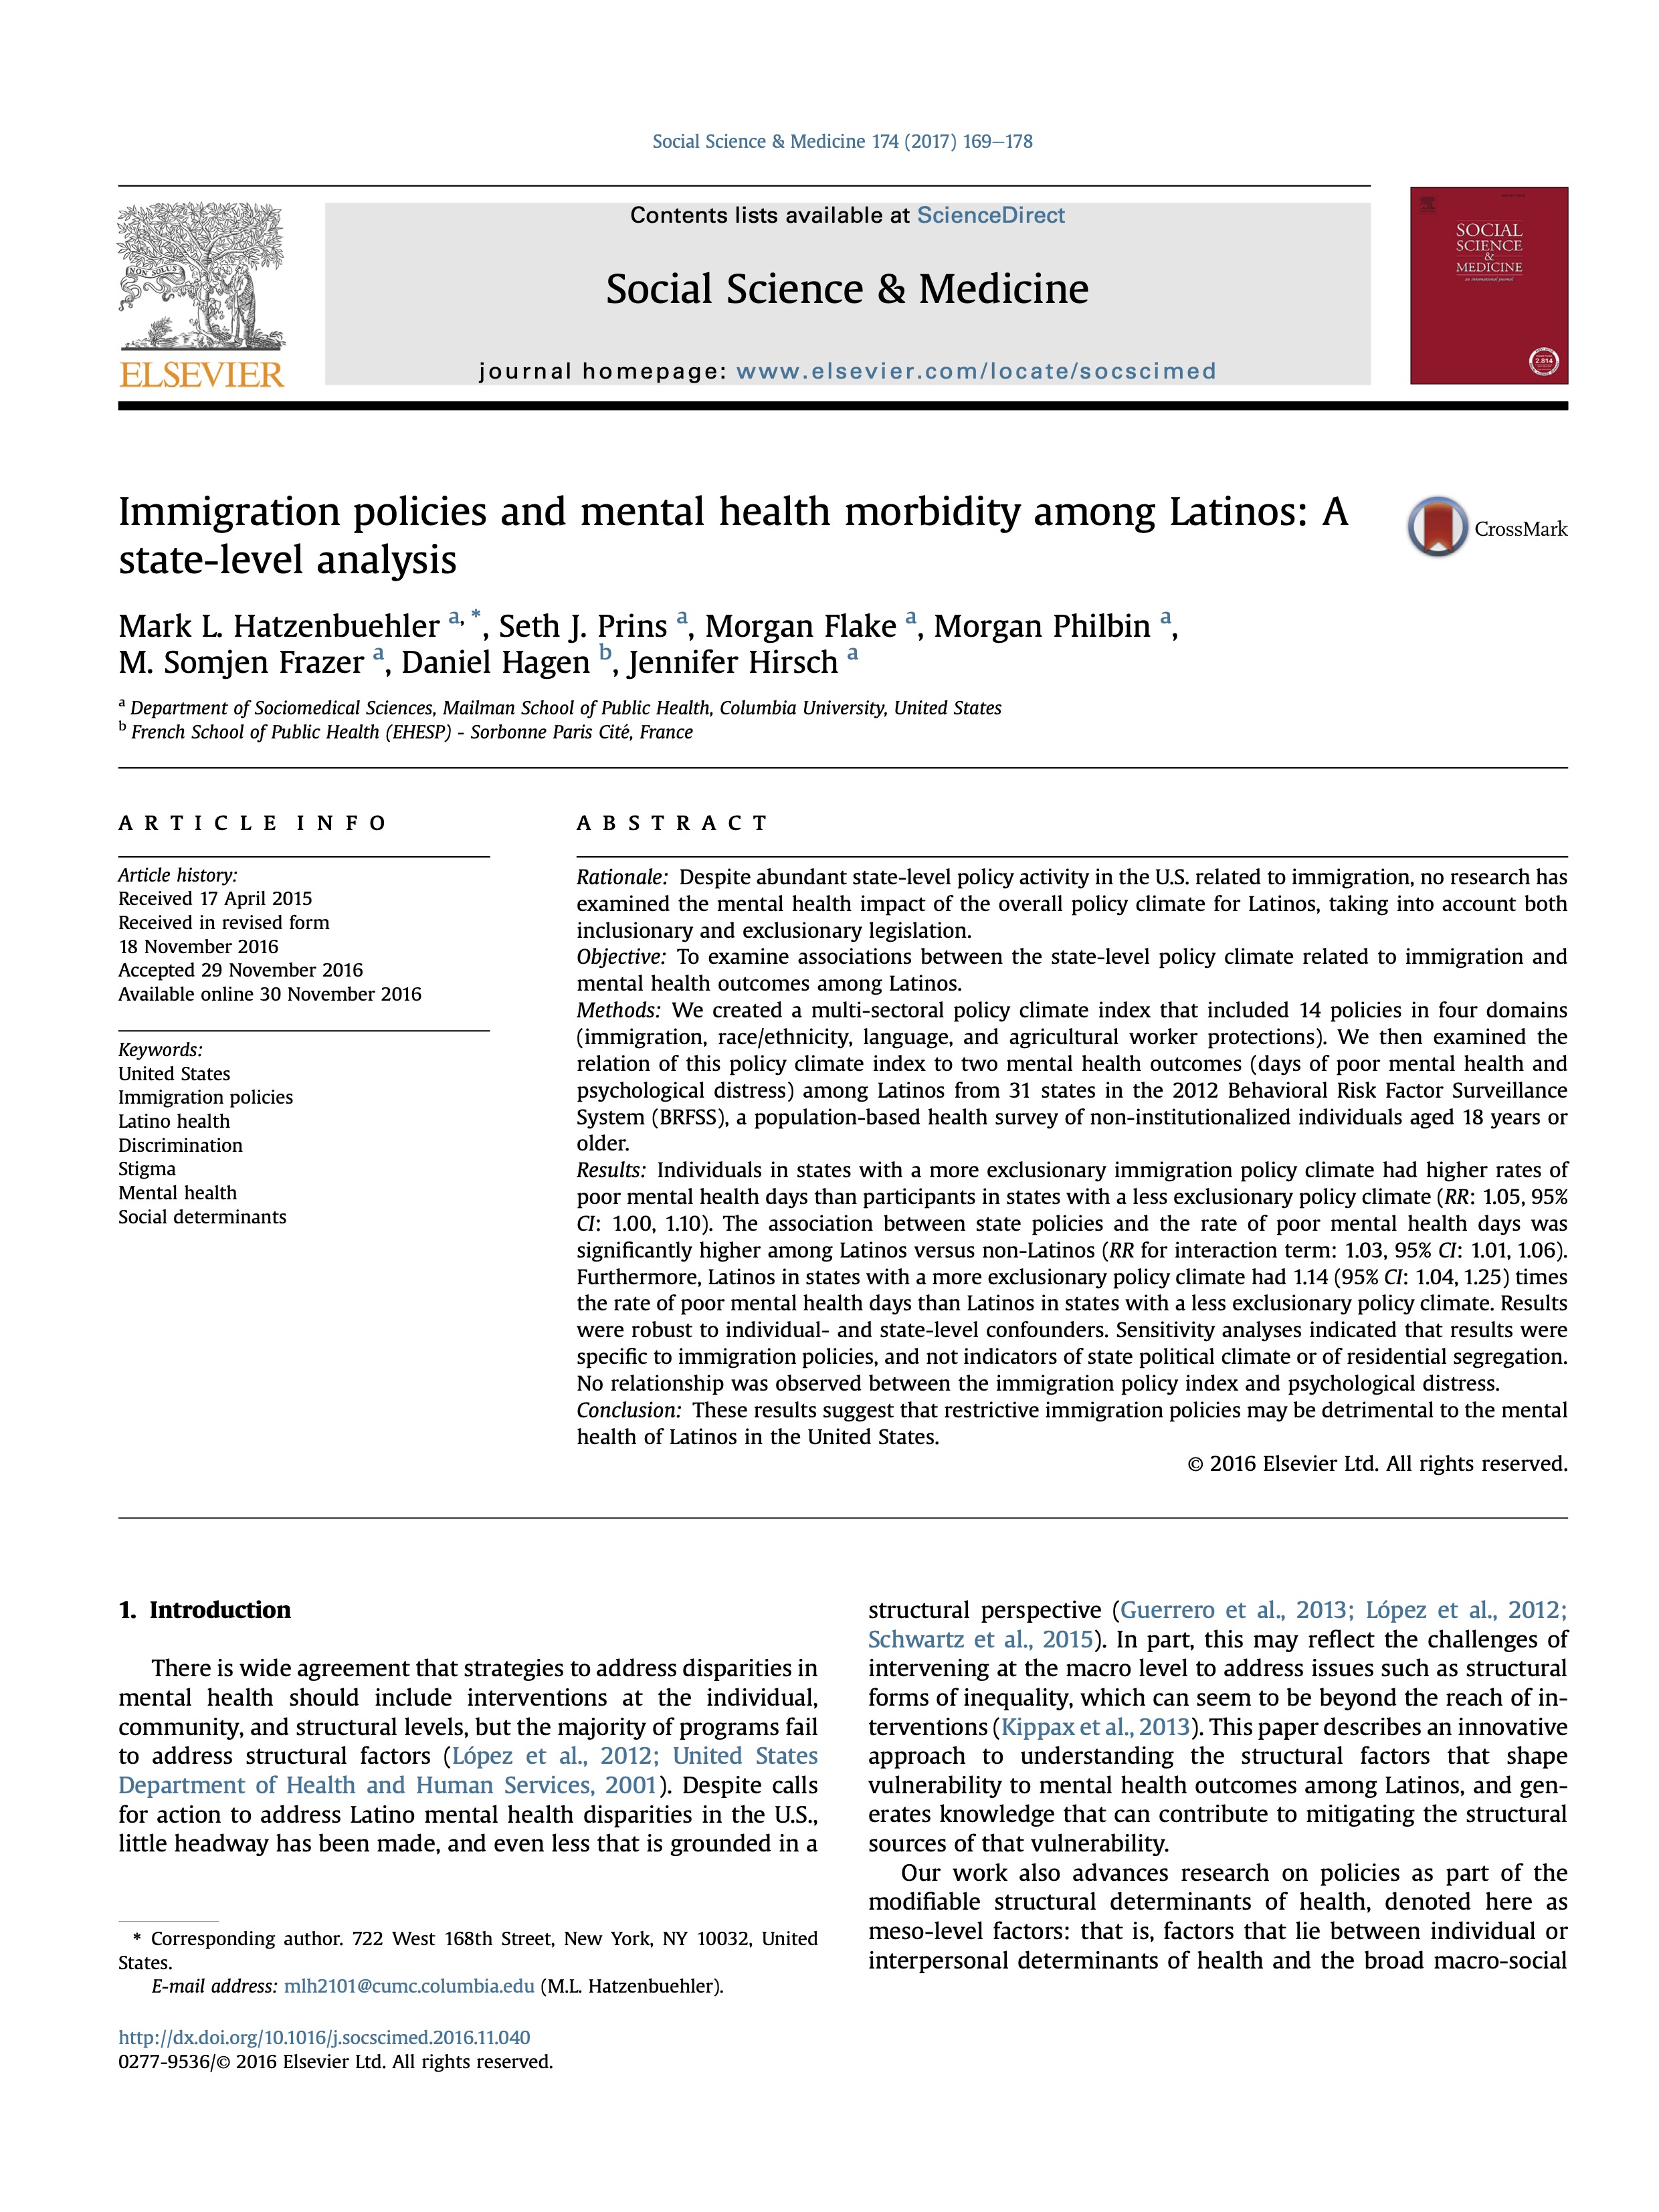 Social Science & Medicine 174 (2017) 169–178
NON SOLUS
ELSEVIER
Contents lists available at ScienceDirect
Social Science & Medicine
journal homepage: www.elsevier.com/locate/socscimed
SOCIAL
SCIENCE
&
MEDICINE
an international journal
2.814
Immigration policies and mental health morbidity among Latinos: A
state-level analysis
CrossMark
Mark L. Hatzenbuehler a, *, Seth J. Prins a, Morgan Flake a, Morgan Philbin a,
M. Somjen Frazer a, Daniel Hagen b, Jennifer Hirsch a
a Department of Sociomedical Sciences, Mailman School of Public Health, Columbia University, United States
b French School of Public Health (EHESP) - Sorbonne Paris Cité, France
ARTICLE INFO
Article history:
Received 17 April 2015
Received in revised form
18 November 2016
Accepted 29 November 2016
Available online 30 November 2016
Keywords:
United States
Immigration policies
Latino health
Discrimination
Stigma
Mental health
Social determinants
ABSTRACT
Rationale: Despite abundant state-level policy activity in the U.S. related to immigration, no research has
examined the mental health impact of the overall policy climate for Latinos, taking into account both
inclusionary and exclusionary legislation.
Objective: To examine associations between the state-level policy climate related to immigration and
mental health outcomes among Latinos.
Methods: We created a multi-sectoral policy climate index that included 14 policies in four domains
(immigration, race/ethnicity, language, and agricultural worker protections). We then examined the
relation of this policy climate index to two mental health outcomes (days of poor mental health and
psychological distress) among Latinos from 31 states in the 2012 Behavioral Risk Factor Surveillance
System (BRFSS), a population-based health survey of non-institutionalized individuals aged 18 years or
older.
Results: Individuals in states with a more exclusionary immigration policy climate had higher rates of
poor mental health days than participants in states with a less exclusionary policy climate (RR: 1.05, 95%
CI: 1.00, 1.10). The association between state policies and the rate of poor mental health days was
significantly higher among Latinos versus non-Latinos (RR for interaction term: 1.03, 95% CI: 1.01, 1.06).
Furthermore, Latinos in states with a more exclusionary policy climate had 1.14 (95% CI: 1.04, 1.25) times
the rate of poor mental health days than Latinos in states with a less exclusionary policy climate. Results
were robust to individual- and state-level confounders. Sensitivity analyses indicated that results were
specific to immigration policies, and not indicators of state political climate or of residential segregation.
No relationship was observed between the immigration policy index and psychological distress.
Conclusion: These results suggest that restrictive immigration policies may be detrimental to the mental
health of Latinos in the United States.
© 2016 Elsevier Ltd. All rights reserved.
1. Introduction
There is wide agreement that strategies to address disparities in
mental health should include interventions at the individual,
community, and structural levels, but the majority of programs fail
to address structural factors (López et al., 2012; United States
Department of Health and Human Services, 2001). Despite calls
for action to address Latino mental health disparities in the U.S.,
little headway has been made, and even less that is grounded in a
* Corresponding author. 722 West 168th Street, New York, NY 10032, United
States.
E-mail address: mlh2101@cumc.columbia.edu (M.L. Hatzenbuehler).
structural perspective (Guerrero et al., 2013; López et al., 2012;
Schwartz et al., 2015). In part, this may reflect the challenges of
intervening at the macro level to address issues such as structural
forms of inequality, which can seem to be beyond the reach of in-
terventions (Kippax et al., 2013). This paper describes an innovative
approach to understanding the structural factors that shape
vulnerability to mental health outcomes among Latinos, and gen-
erates knowledge that can contribute to mitigating the structural
sources of that vulnerability.
Our work also advances research on policies as part of the
modifiable structural determinants of health, denoted here as
meso-level factors: that is, factors that lie between individual or
interpersonal determinants of health and the broad macro-social
http://dx.doi.org/10.1016/j.socscimed.2016.11.040
0277-9536/© 2016 Elsevier Ltd. All rights reserved.